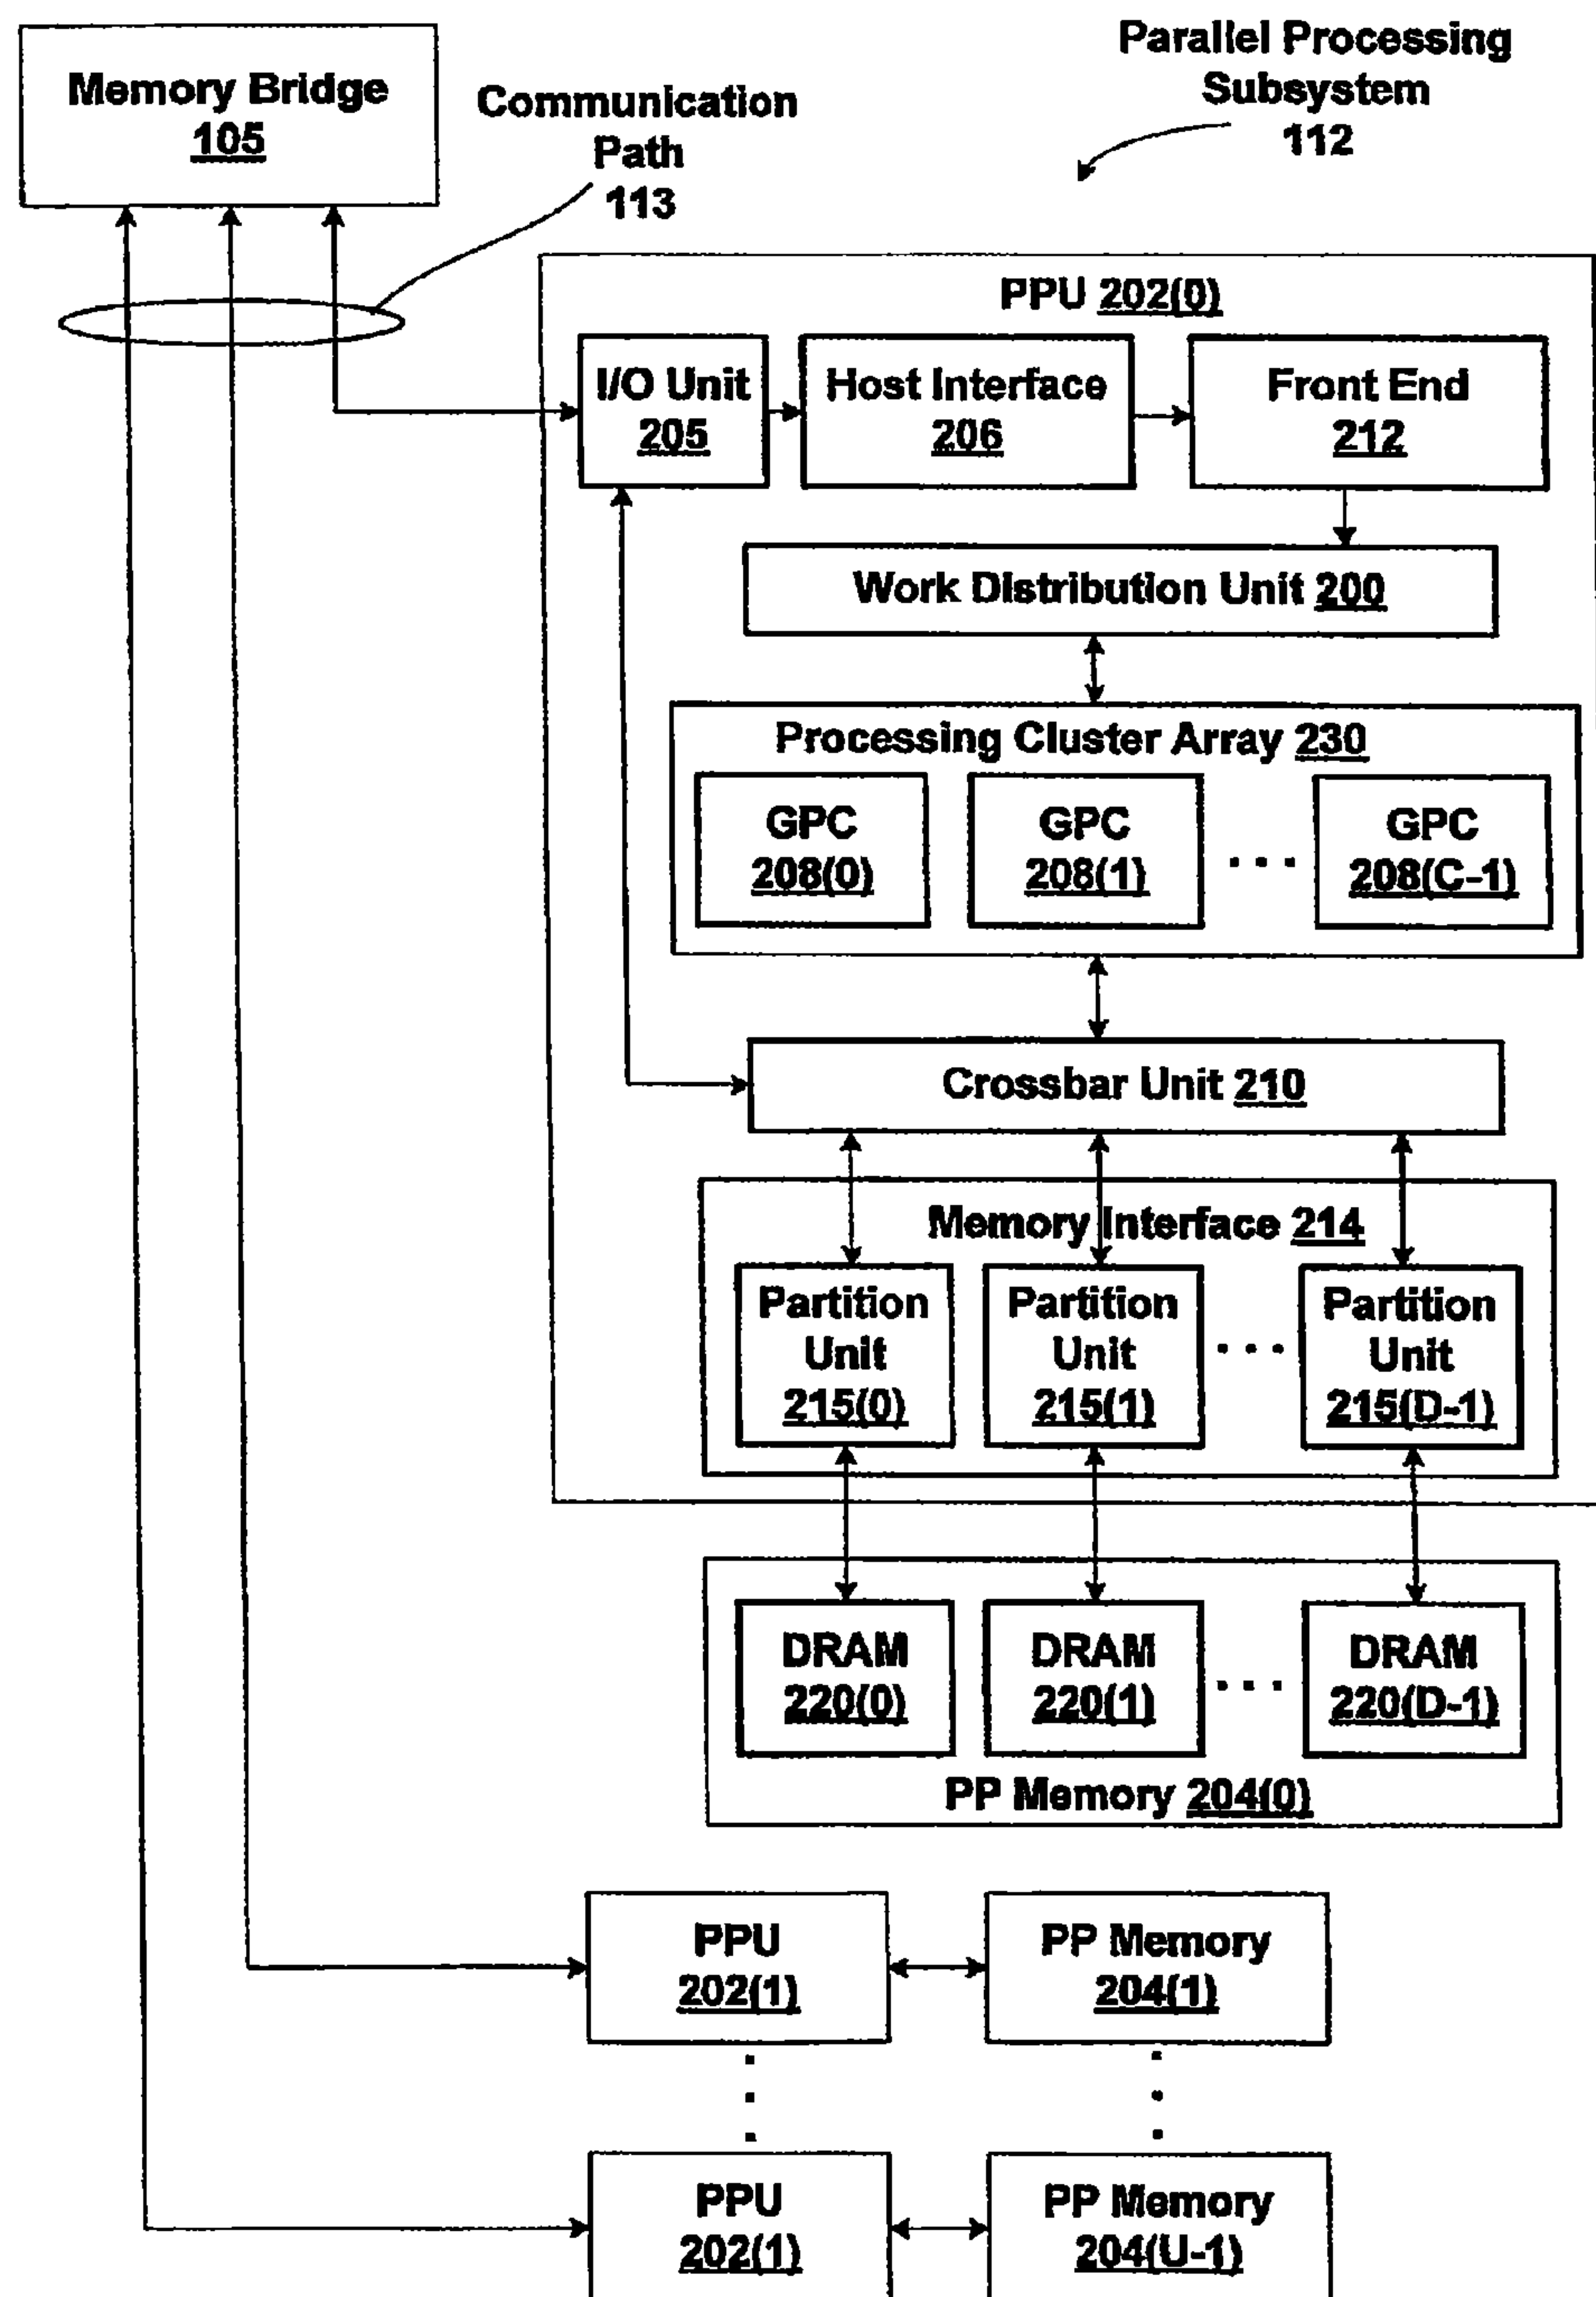 Memory Bridge
105
Communication
Path
113
Parallel Processing
Subsystem
112
PPU 202(0)
I/O Unit
205
Host Interface
206
Front End
212
Work Distribution Unit 200
Processing Cluster Array 230
GPC
208(0)
GPC
208(1)
. . .
GPC
208(C-1)
Crossbar Unit 210
Memory Interface 214
Partition
Unit
215(0)
Partition
Unit
215(1)
. . .
Partition
Unit
215(D-1)
DRAM
220(0)
DRAM
220(1)
. . .
DRAM
220(D-1)
PP Memory 204(0)
PPU
202(1)
PP Memory
204(1)
PPU
202(1)
PP Memory
204(U-1)